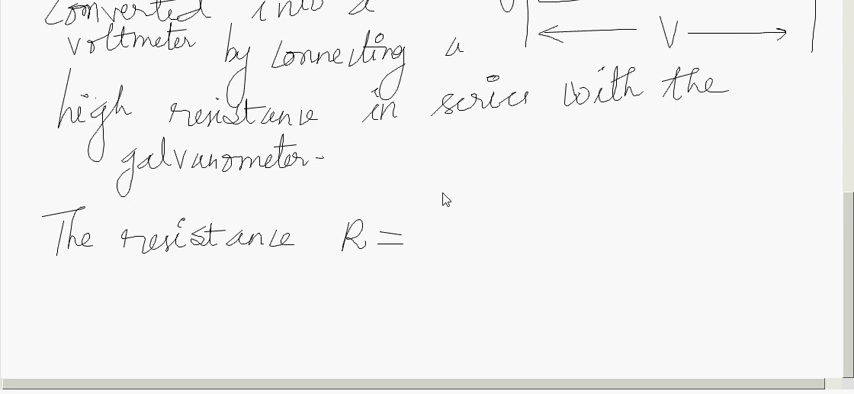 converted into a
V
voltmeter by connecting a
high resistance in series with the
galvanometer.
The resistance R =